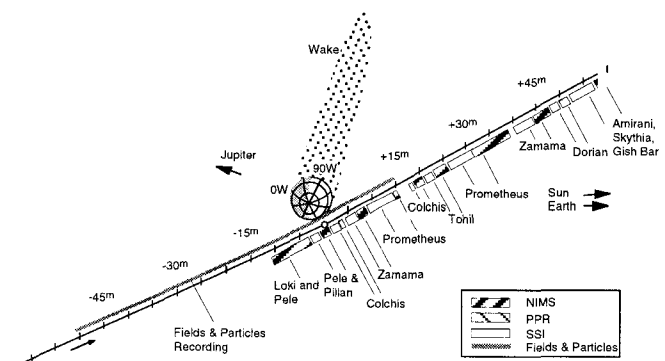 Wake
+45m
+30m
Amirani,
Skythia,
Gish Bar
Zamama
Dorian
Jupiter
90W
0W
+15m
Prometheus
Sun
Earth
Colchis
Tohil
-15m
Prometheus
Zamama
-30m
Pele &
Pillan
Loki and
Pele
Colchis
-45m
Fields & Particles
Recording
NIMS
PPR
SSI
Fields & Particles